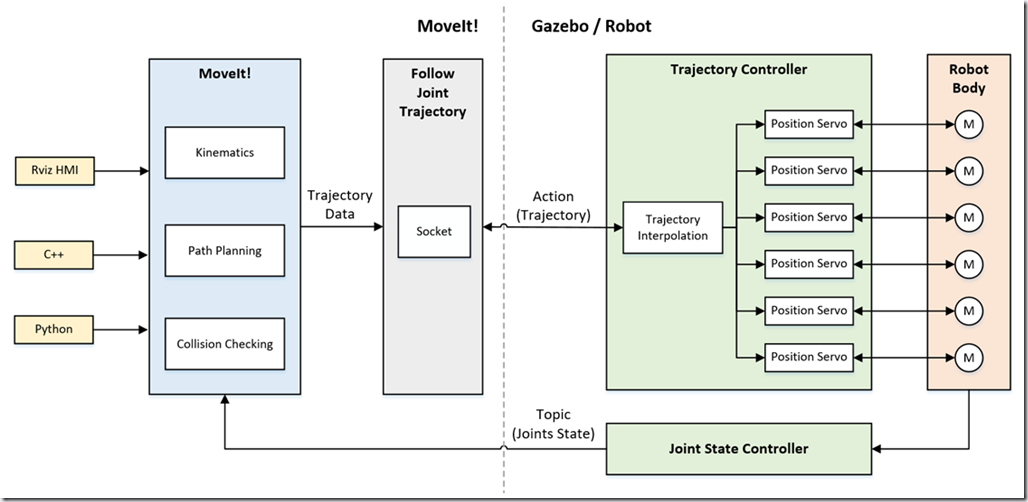 MoveIt!
Gazebo / Robot
MoveIt!
Kinematics
Path Planning
Collision Checking
Rviz HMI
C++
Python
Trajectory
Data
Follow
Joint
Trajectory
Socket
Action
(Trajectory)
Trajectory Controller
Trajectory
Interpolation
Position Servo
Position Servo
Position Servo
Position Servo
Position Servo
Position Servo
Robot
Body
M
M
M
M
M
M
Topic
(Joints State)
Joint State Controller